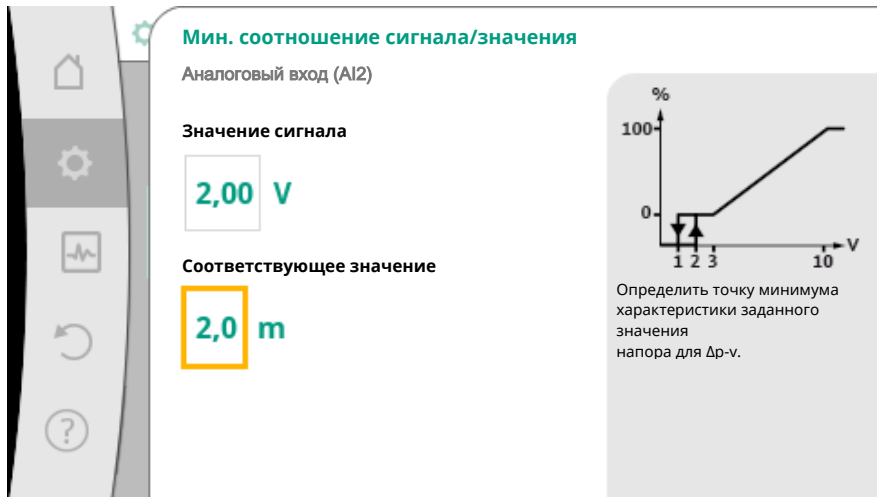 Мин. соотношение сигнала/значения
Аналоговый вход (AI2)
Значение сигнала
2,00 V
Соответствующее значение
2,0 m
%
100
0
1 2 3 10 V
Определить точку минимума
характеристики заданного
значения
напора для Δp-v.
?